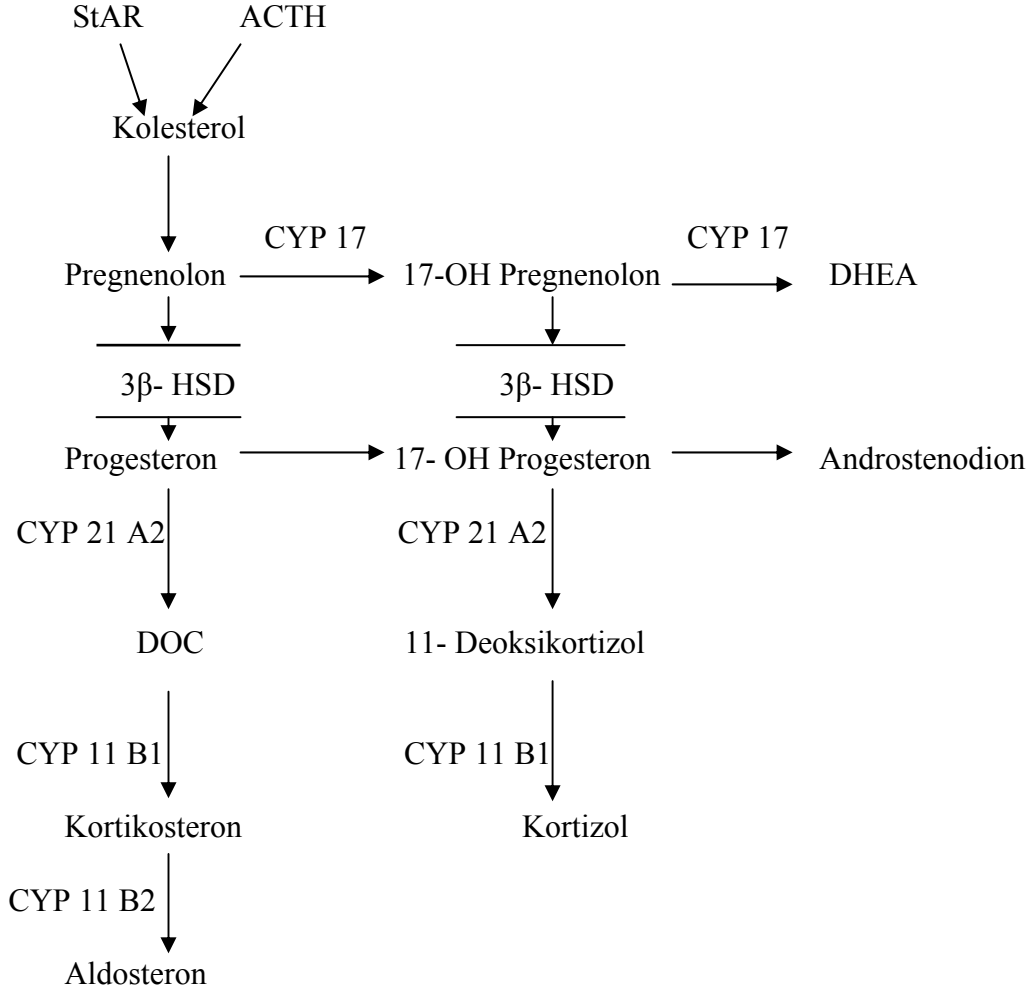 StAR ACTH
Kolesterol
CYP 17 CYP 17
Pregnenolon 17-OH Pregnenolon DHEA
3β- HSD 3β- HSD
Progesteron 17- OH Progesteron Androstenodion
CYP 21 A2 CYP 21 A2
DOC 11- Deoksikortizol
CYP 11 B1 CYP 11 B1
Kortikosteron Kortizol
CYP 11 B2
Aldosteron